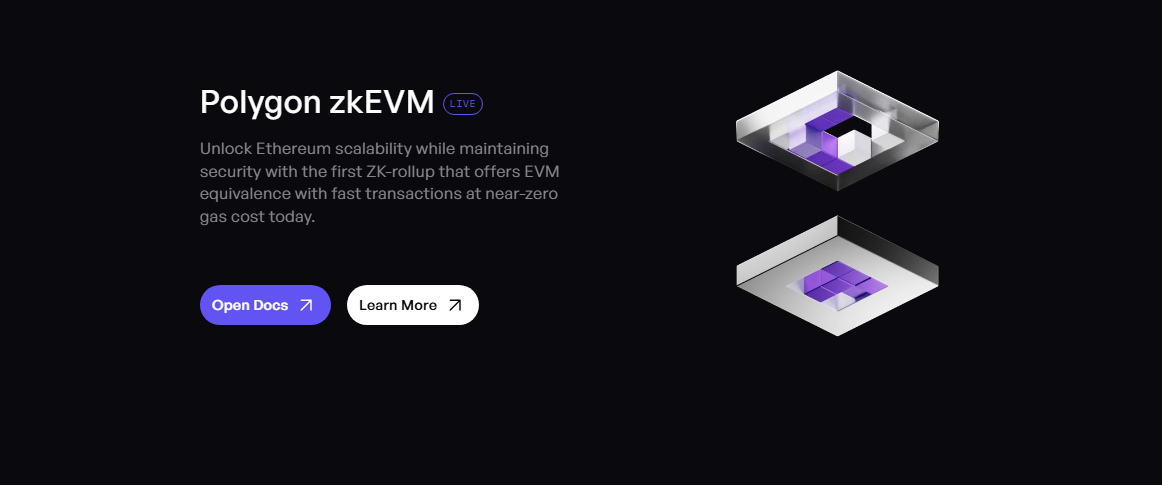 Polygon zkEVM LIVE
Unlock Ethereum scalability while maintaining
security with the first ZK-rollup that offers EVM
equivalence with fast transactions at near-zero
gas cost today.
Open Docs
Learn More